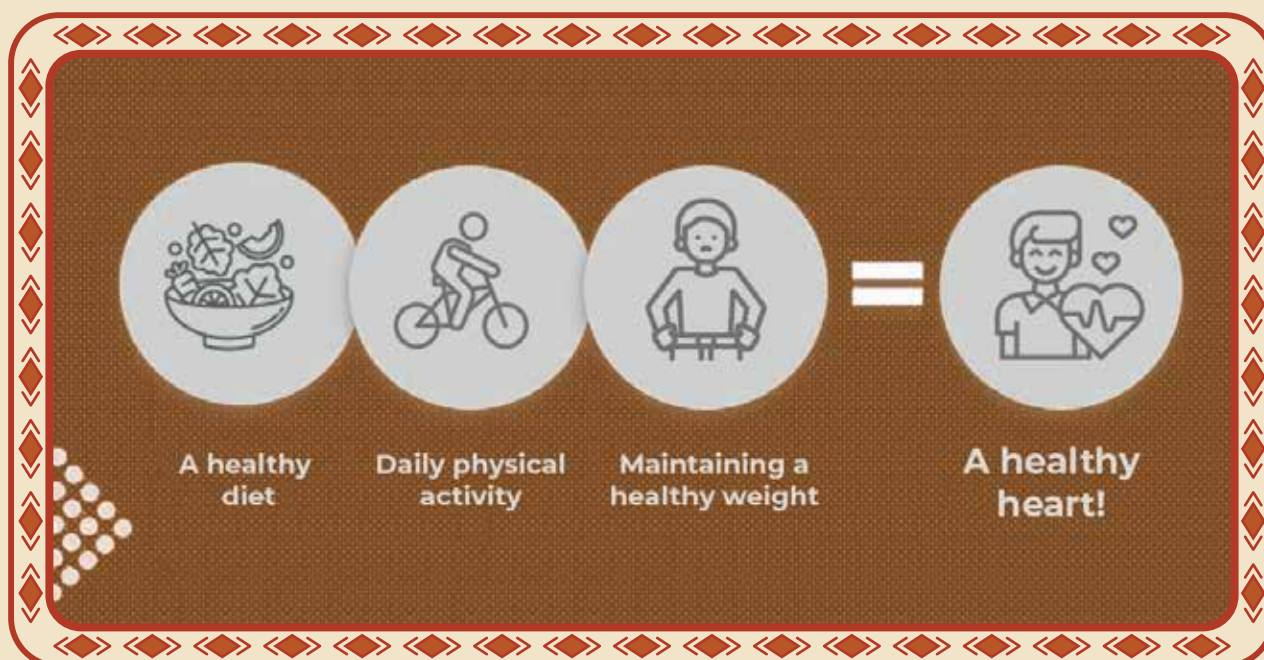 A healthy
diet
Daily physical
activity
Maintaining a
healthy weight
A healthy
heart!